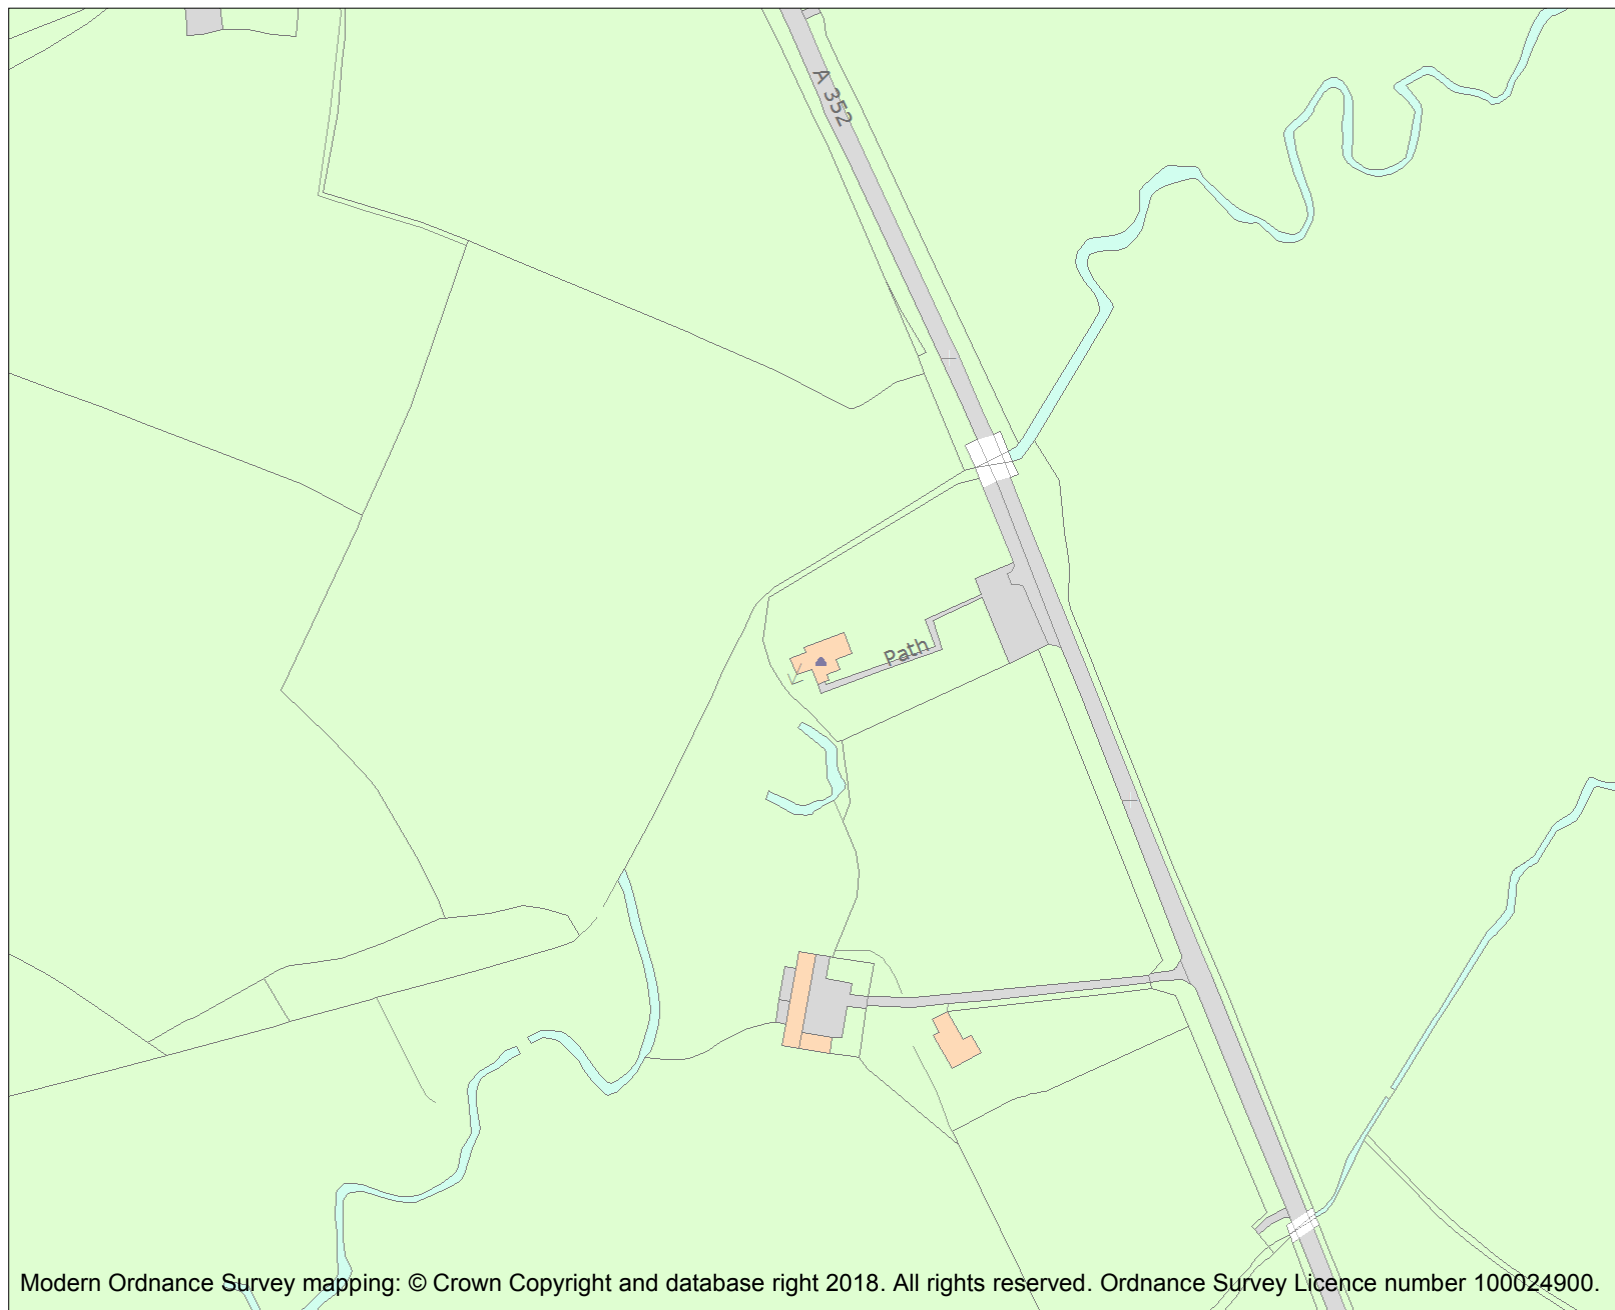 A 352
Path
Modern Ordnance Survey mapping: © Crown Copyright and database right 2018. All rights reserved. Ordnance Survey Licence number 100024900.